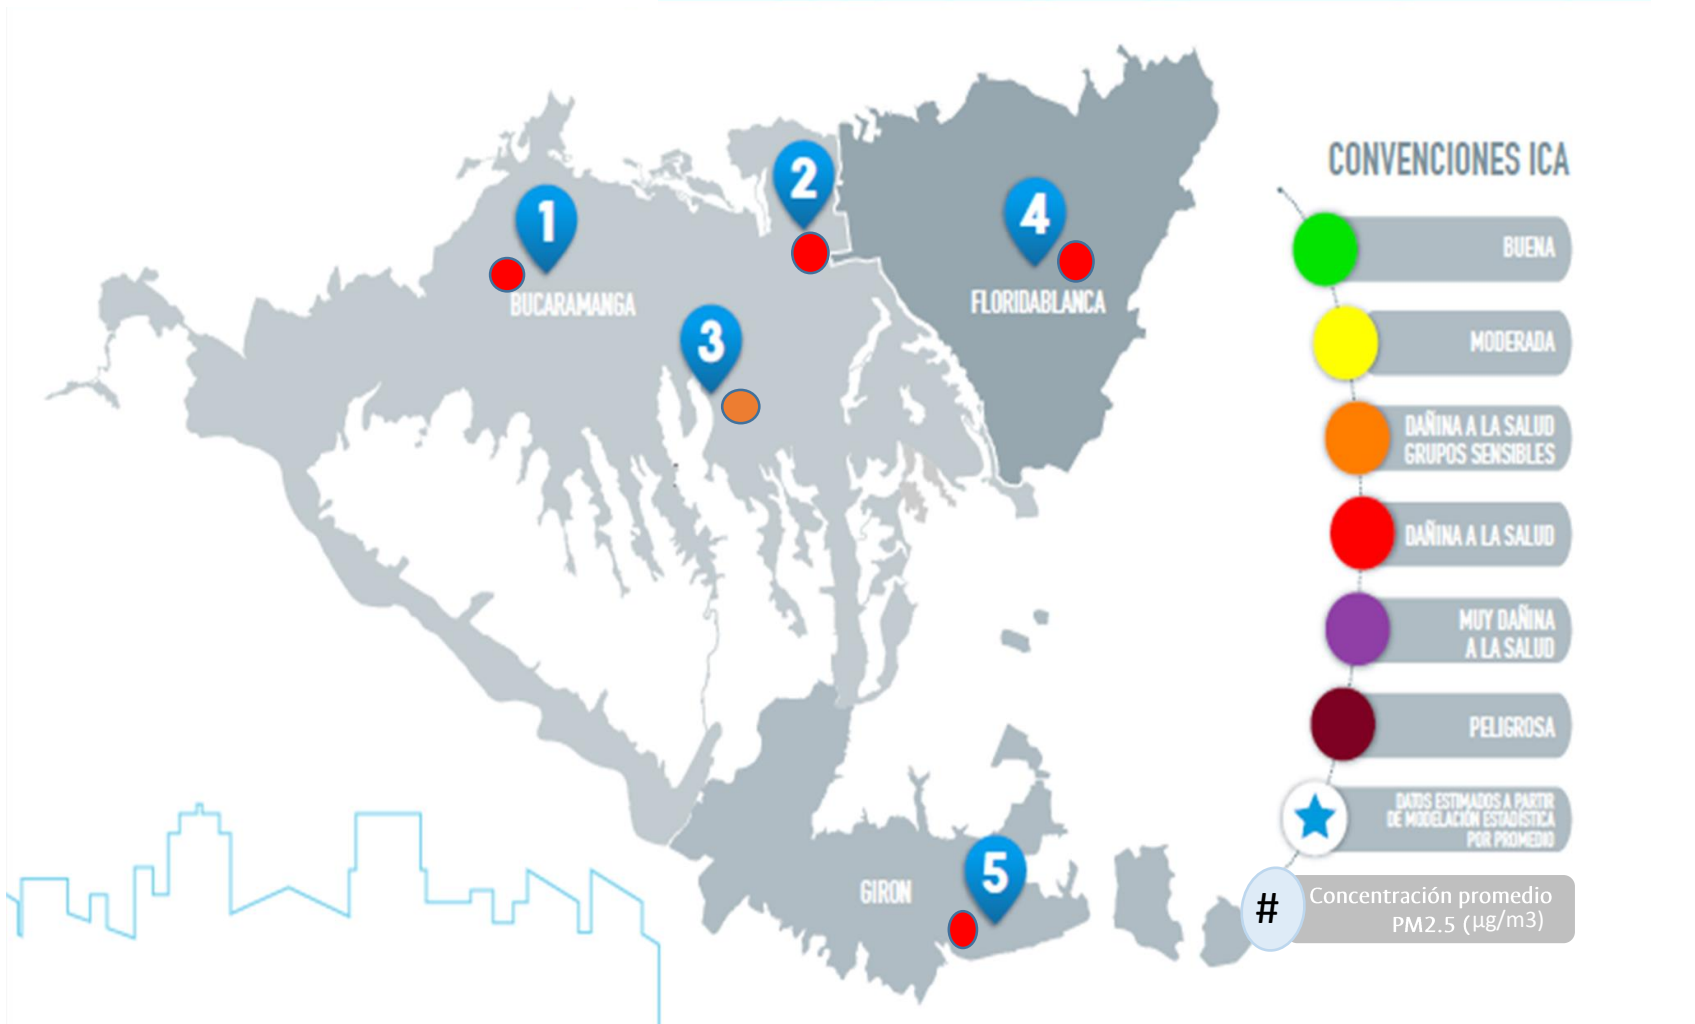 CONVENCIONES ICA
1
2
3
4
5
BUCARAMANGA
FLORIDABLANCA
GIRON
BUENA
MODERADA
DAÑINA A LA SALUD
GRUPOS SENSIBLES
DAÑINA A LA SALUD
MUY DAÑINA
A LA SALUD
PELIGROSA
DATOS ESTIMADOS A PARTIR
DE MODELACIÓN ESTADÍSTICA
POR PROMEDIO
#
Concentración promedio
PM2.5 (µg/m3)